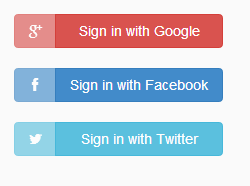 g+ Sign in with Google
f Sign in with Facebook
Sign in with Twitter